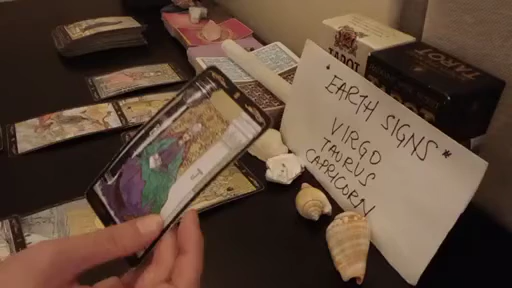 TAROT
TAROT
* EARTH SIGNS *
VIRGO
TAURUS
CAPRICORN